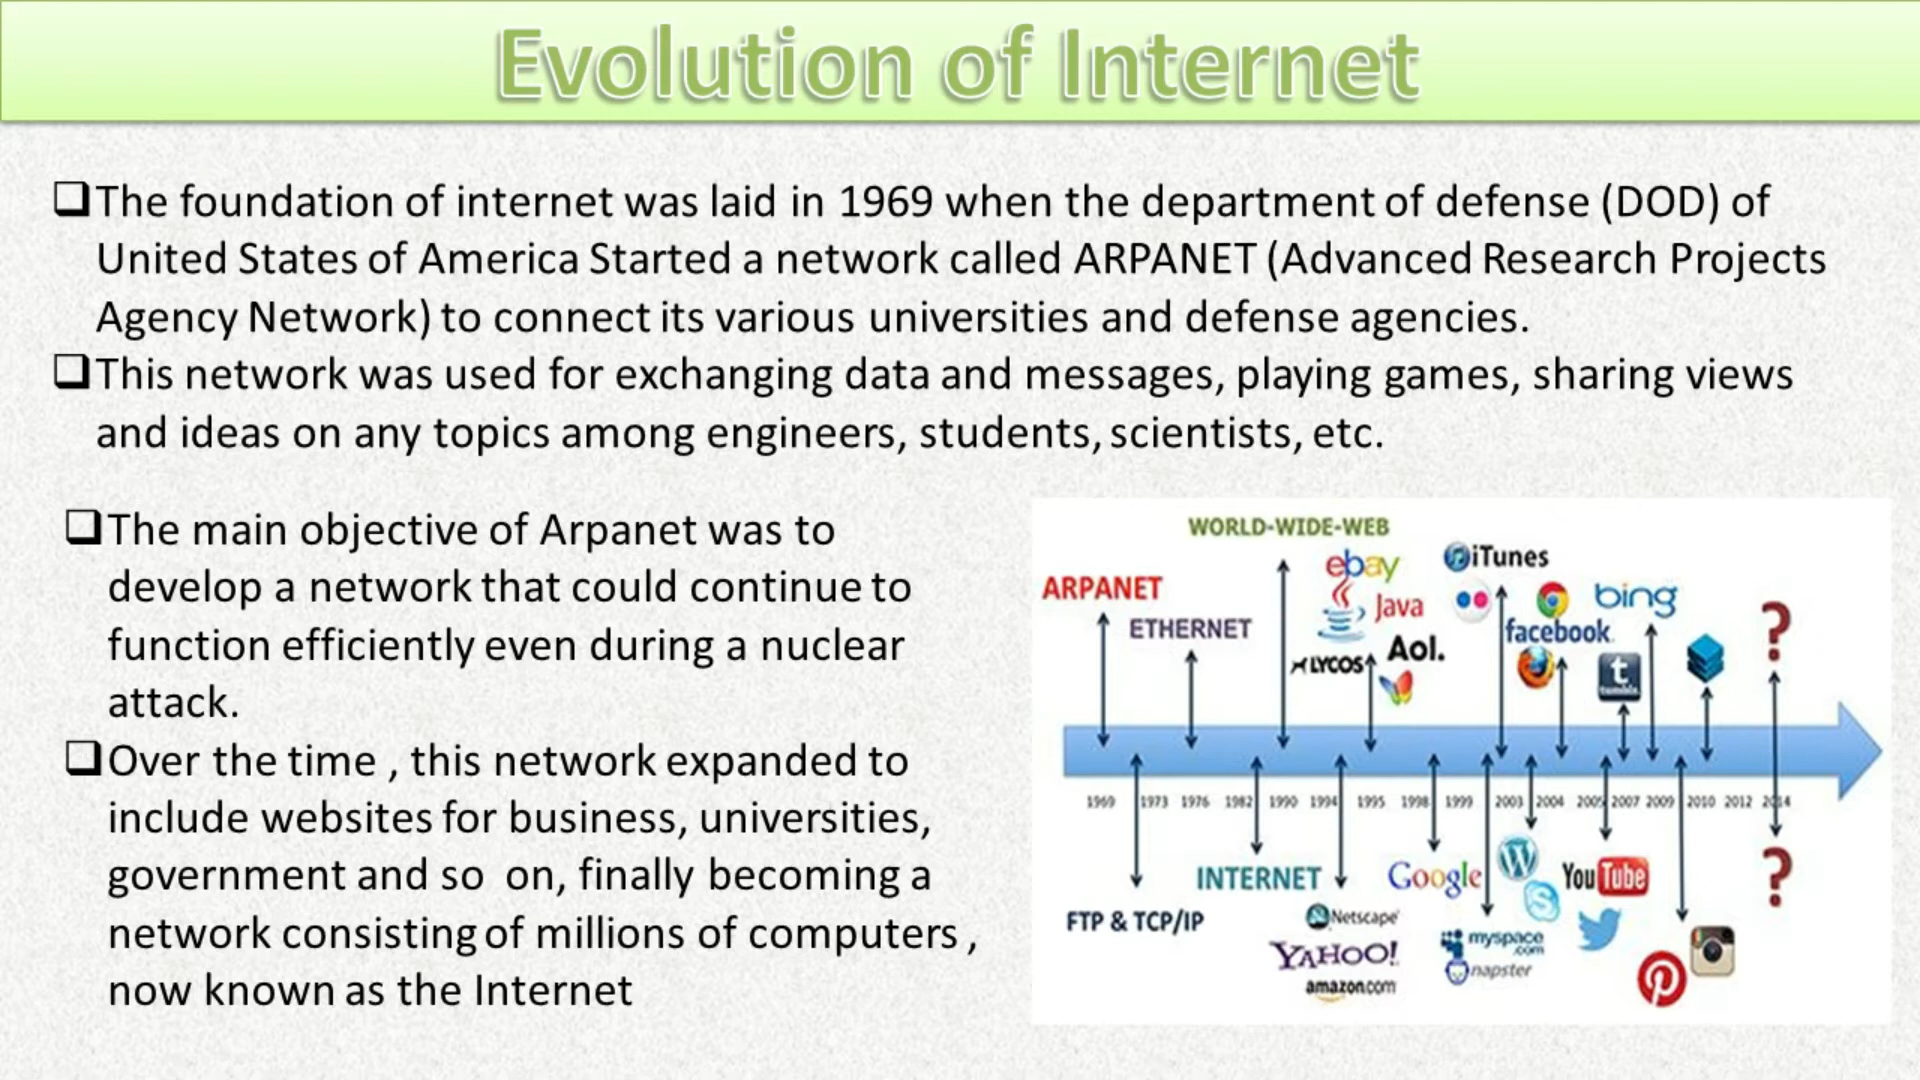 Evolution of Internet
❑The foundation of internet was laid in 1969 when the department of defense (DOD) of
United States of America Started a network called ARPANET (Advanced Research Projects
Agency Network) to connect its various universities and defense agencies.
❑This network was used for exchanging data and messages, playing games, sharing views
and ideas on any topics among engineers, students, scientists, etc.
❑The main objective of Arpanet was to
develop a network that could continue to
function efficiently even during a nuclear
attack.
❑Over the time , this network expanded to
include websites for business, universities,
government and so on, finally becoming a
network consisting of millions of computers ,
now known as the Internet
WORLD-WIDE-WEB
ebay
iTunes
ARPANET
Java
bing
?
ETHERNET
facebook
LYCOS
Aol.
t
tumblr.
1969 1973 1976 1982 1990 1994 1995 1998 1999 2003 2004 2005 2007 2009 2010 2012 2014
INTERNET
Google
W
You Tube
?
FTP & TCP/IP
Netscape
S
YAHOO!
myspace
.com
napster
amazon.com
P